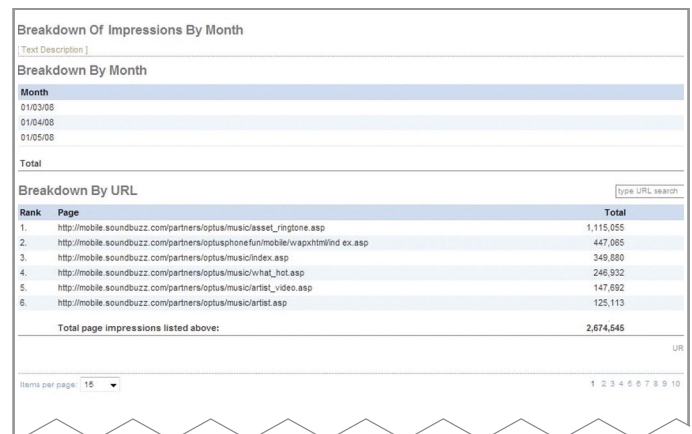 Breakdown Of Impressions By Month
[ Text Description ]
Breakdown By Month
Month
01/03/08
01/04/08
01/05/08
Total
Breakdown By URL
type URL search
Rank Page Total
1. http://mobile.soundbuzz.com/partners/optus/music/asset_ringtone.asp 1,115,055
2. http://mobile.soundbuzz.com/partners/optusphonefun/mobile/wapxhtml/ind ex.asp 447,065
3. http://mobile.soundbuzz.com/partners/optus/music/index.asp 349,880
4. http://mobile.soundbuzz.com/partners/optus/music/what_hot.asp 246,932
5. http://mobile.soundbuzz.com/partners/optus/music/artist_video.asp 147,692
6. http://mobile.soundbuzz.com/partners/optus/music/artist.asp 125,113
Total page impressions listed above: 2,674,545
UR
Items per page: 15 1 2 3 4 5 6 7 8 9 10